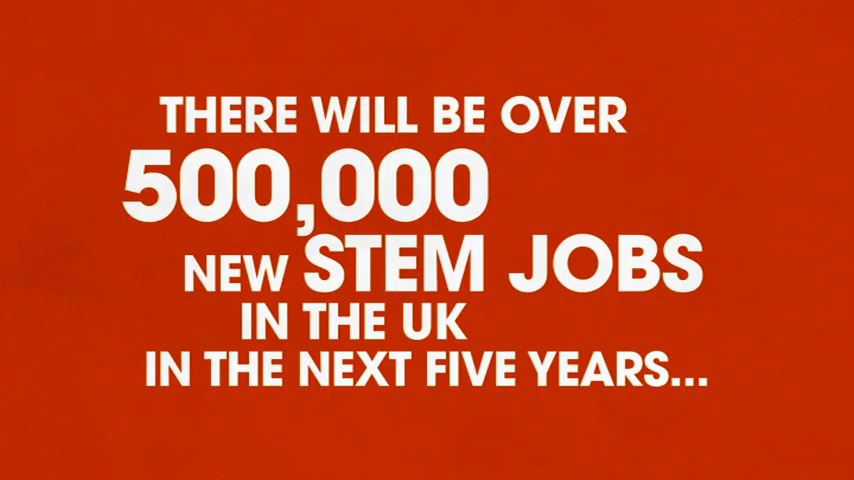 THERE WILL BE OVER
500,000
NEW STEM JOBS
IN THE UK
IN THE NEXT FIVE YEARS...